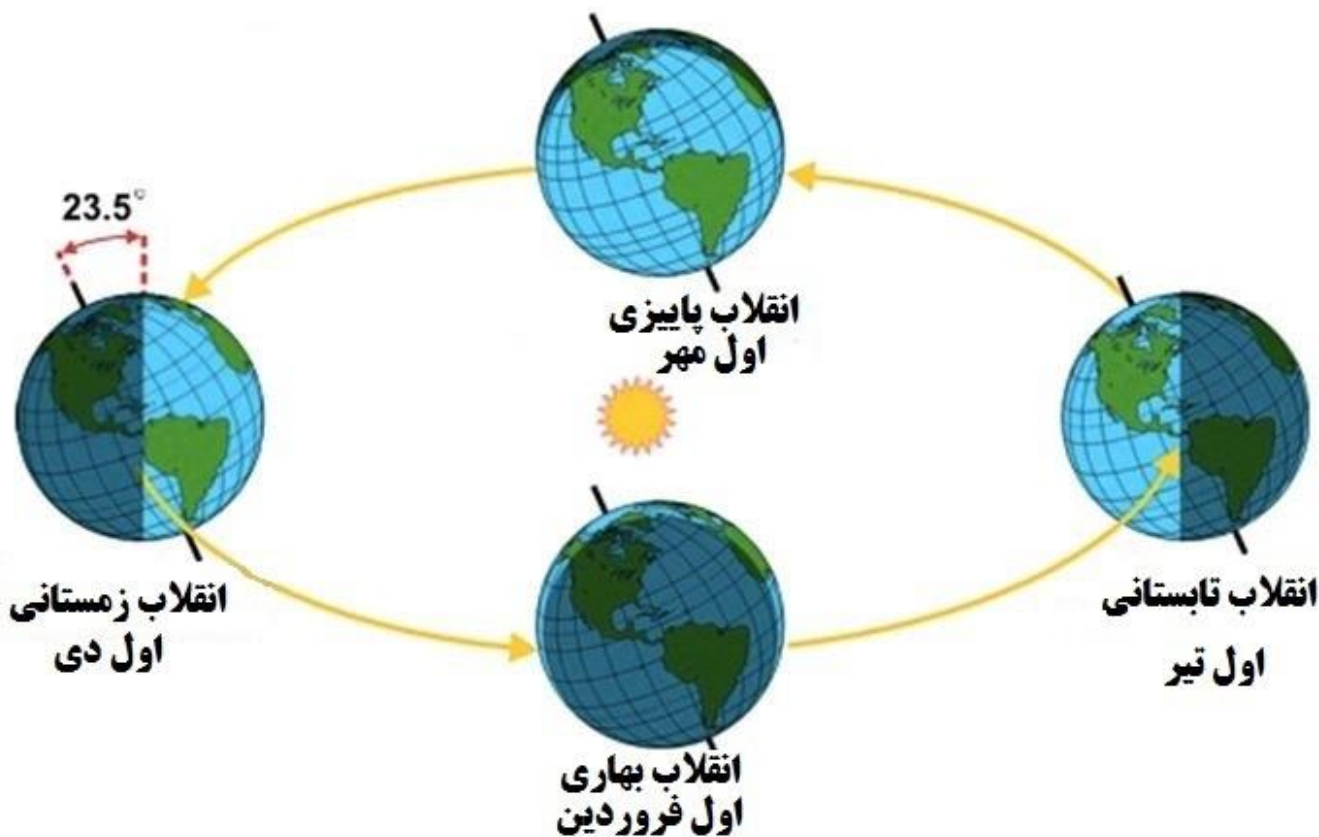 انقلاب پاییزی
اول مهر
23.5°
انقلاب زمستانی
اول دی
انقلاب تابستانی
اول تیر
انقلاب بهاری
اول فروردین